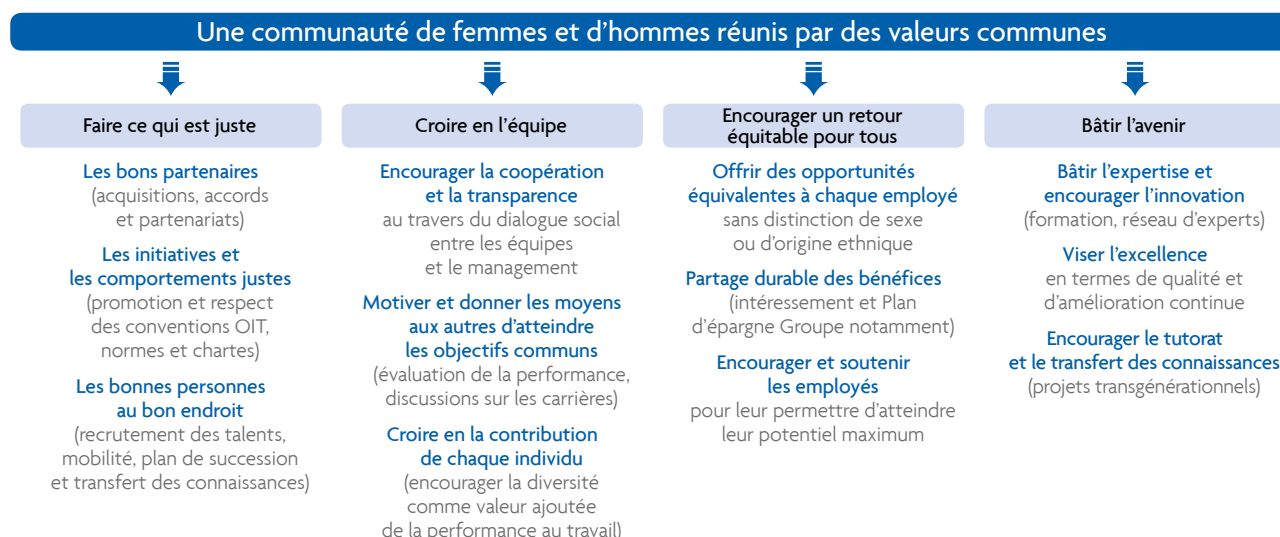 Une communauté de femmes et d’hommes réunis par des valeurs communes
Faire ce qui est juste
Les bons partenaires
(acquisitions, accords
et partenariats)
Les initiatives et
les comportements justes
(promotion et respect
des conventions OIT,
normes et chartes)
Les bonnes personnes
au bon endroit
(recrutement des talents,
mobilité, plan de succession
et transfert des connaissances)
Croire en l’équipe
Encourager la coopération
et la transparence
au travers du dialogue social
entre les équipes
et le management
Motiver et donner les moyens
aux autres d’atteindre
les objectifs communs
(évaluation de la performance,
discussions sur les carrières)
Croire en la contribution
de chaque individu
(encourager la diversité
comme valeur ajoutée
de la performance au travail)
Encourager un retour
équitable pour tous
Offrir des opportunités
équivalentes à chaque employé
sans distinction de sexe
ou d’origine ethnique
Partage durable des bénéfices
(intéressement et Plan
d’épargne Groupe notamment)
Encourager et soutenir
les employés
pour leur permettre d’atteindre
leur potentiel maximum
Bâtir l’avenir
Bâtir l’expertise et
encourager l’innovation
(formation, réseau d’experts)
Viser l’excellence
en termes de qualité et
d’amélioration continue
Encourager le tutorat
et le transfert des connaissances
(projets transgénérationnels)